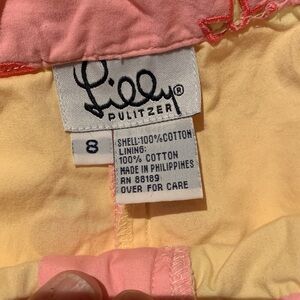 Lilly®
PULITZER
8
SHELL:100%COTTON
LINING:
100% COTTON
MADE IN PHILIPPINES
RN 88189
OVER FOR CARE